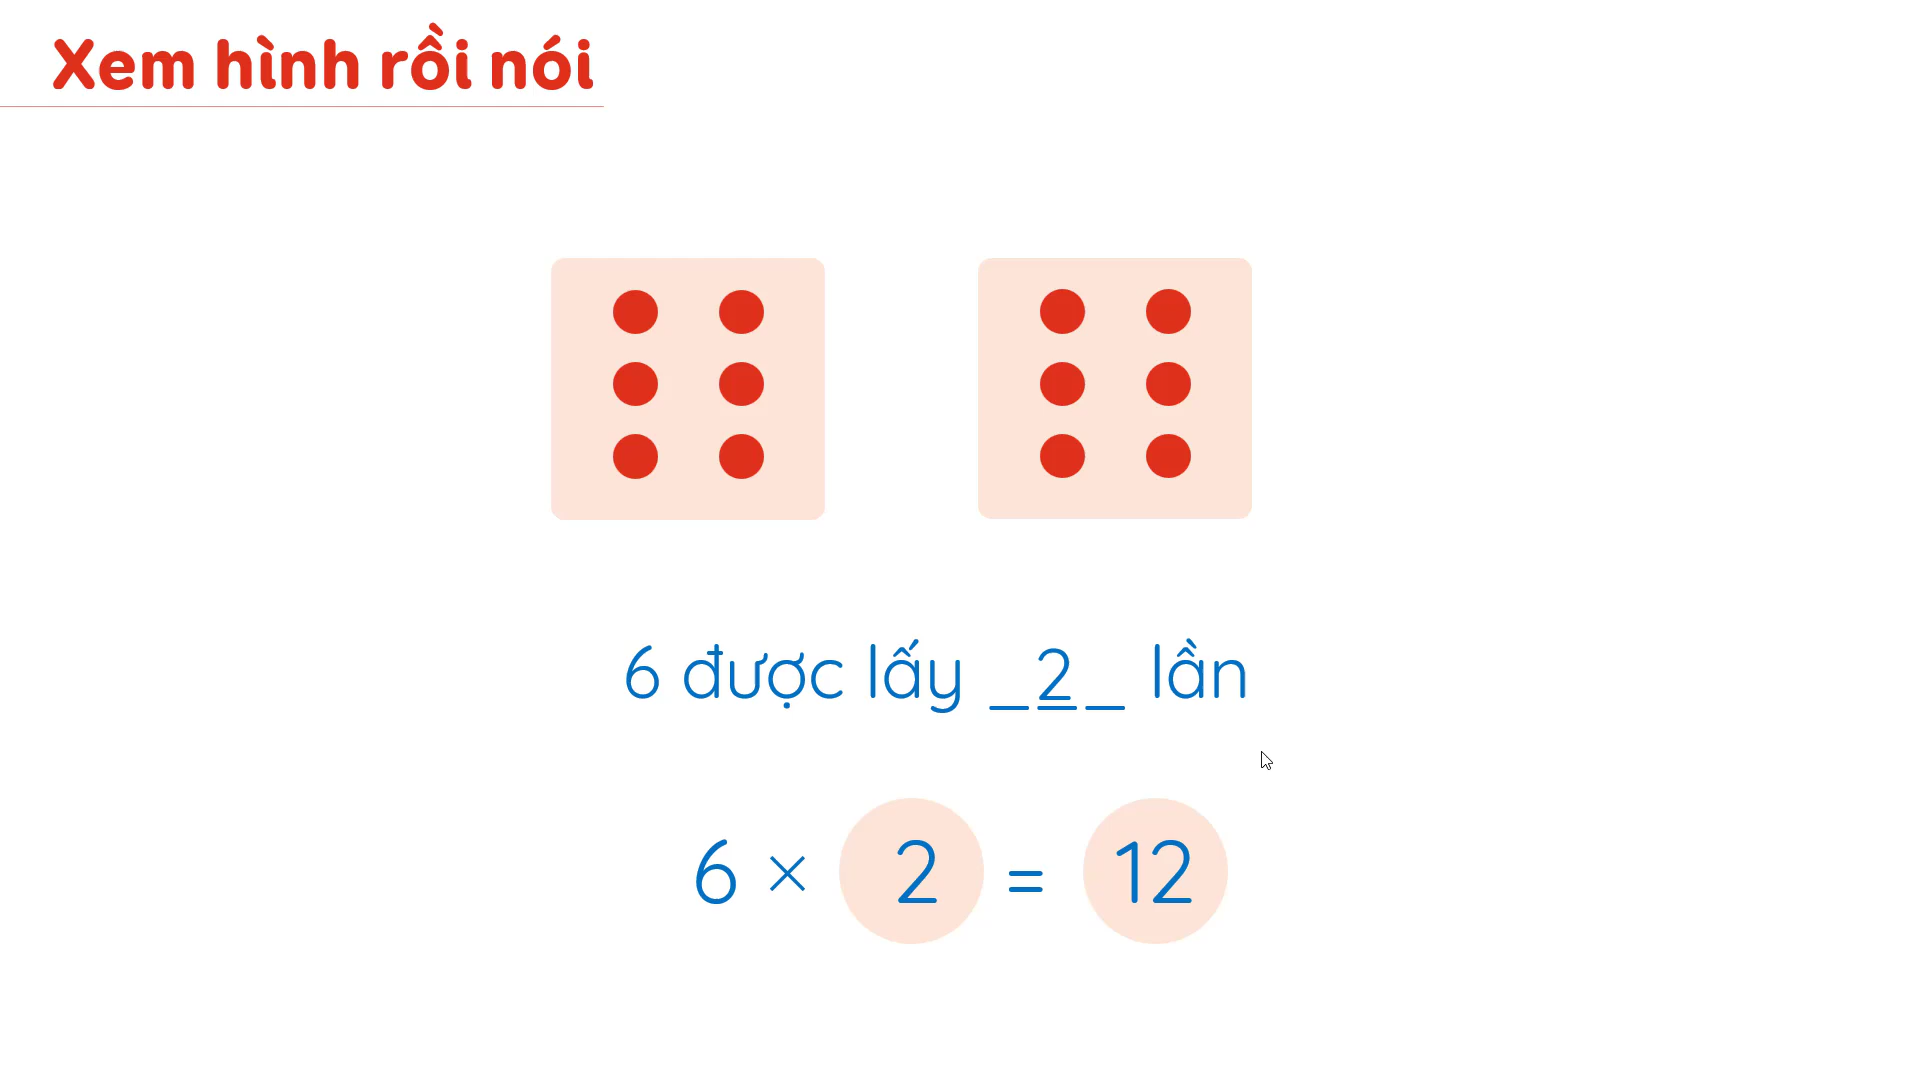 Xem hình rồi nói
6 được lấy _2_ lần
6 × 2 = 12